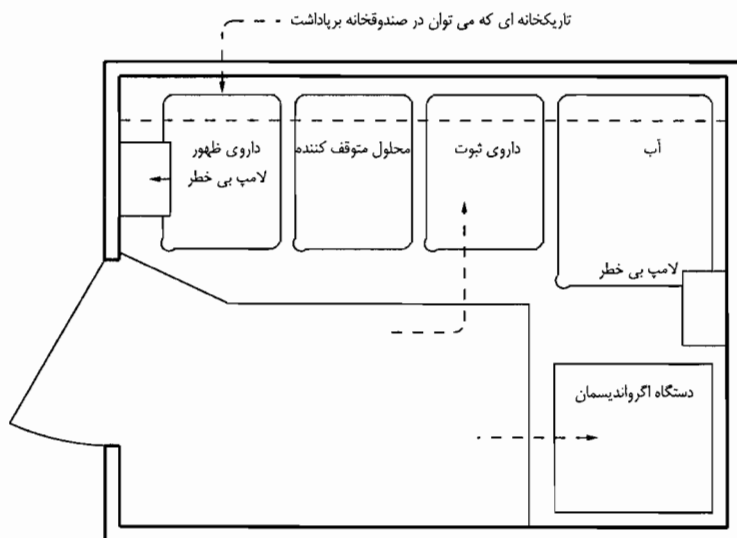 تاریکخانه ای که می توان در صندوقخانه برپاداشت
داروی ظهور
لامپ بی خطر
محلول متوقف کننده
داروی ثبوت
آب
لامپ بی خطر
دستگاه اگرواندیسمان